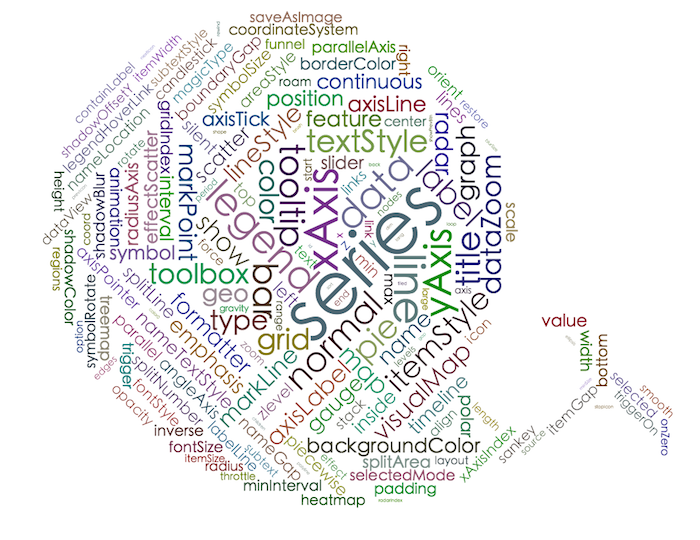 saveAsImage
coordinateSystem
subtextStyle
funnel
parallelAxis
right
itemWidth
candlestick
magicType
boundaryGap
symbolSize
areaStyle
borderColor
containLabel
roam
continuous
orient
restore
lines
shadowOffsetY
legendHoverLink
nameLocation
rotate
gridIndex
silent
axisTick
position
feature
axisLine
center
textStyle
radar
graph
Scatter
lineStyle
tooltip
color
start
slider
links
data
label
title
dataZoom
scale
height
dataView
coord
shadowBlur
animation
radiusAxis
effectScatter
interval
markPoint
period
top
legend
xAxis
nodes
link
series
yAxis
shadowColor
regions
symbol
show
force
text
x
z
y
min
max
line
large
axis
toolbox
geo
gravity
bar
left
range
end
axisPointer
splitLine
formatter
type
grid
normal
pie
name
itemStyle
icon
value
option
symbolRotate
treemap
edges
parallel
nameTextStyle
emphasis
zoom
markLine
zlevel
axisLabel
map
levels
visualMap
width
bottom
trigger
splitNumber
angleAxis
gauge
stack
inside
timeline
align
polar
length
selected
smooth
triggerOn
onZero
itemGap
source
sankey
xAxisIndex
fontStyle
opacity
inverse
fontSize
itemSize
radius
throttle
labelLine
subtext
nameGap
effect
piecewise
backgroundColor
splitArea
layout
selectedMode
padding
minInterval
heatmap